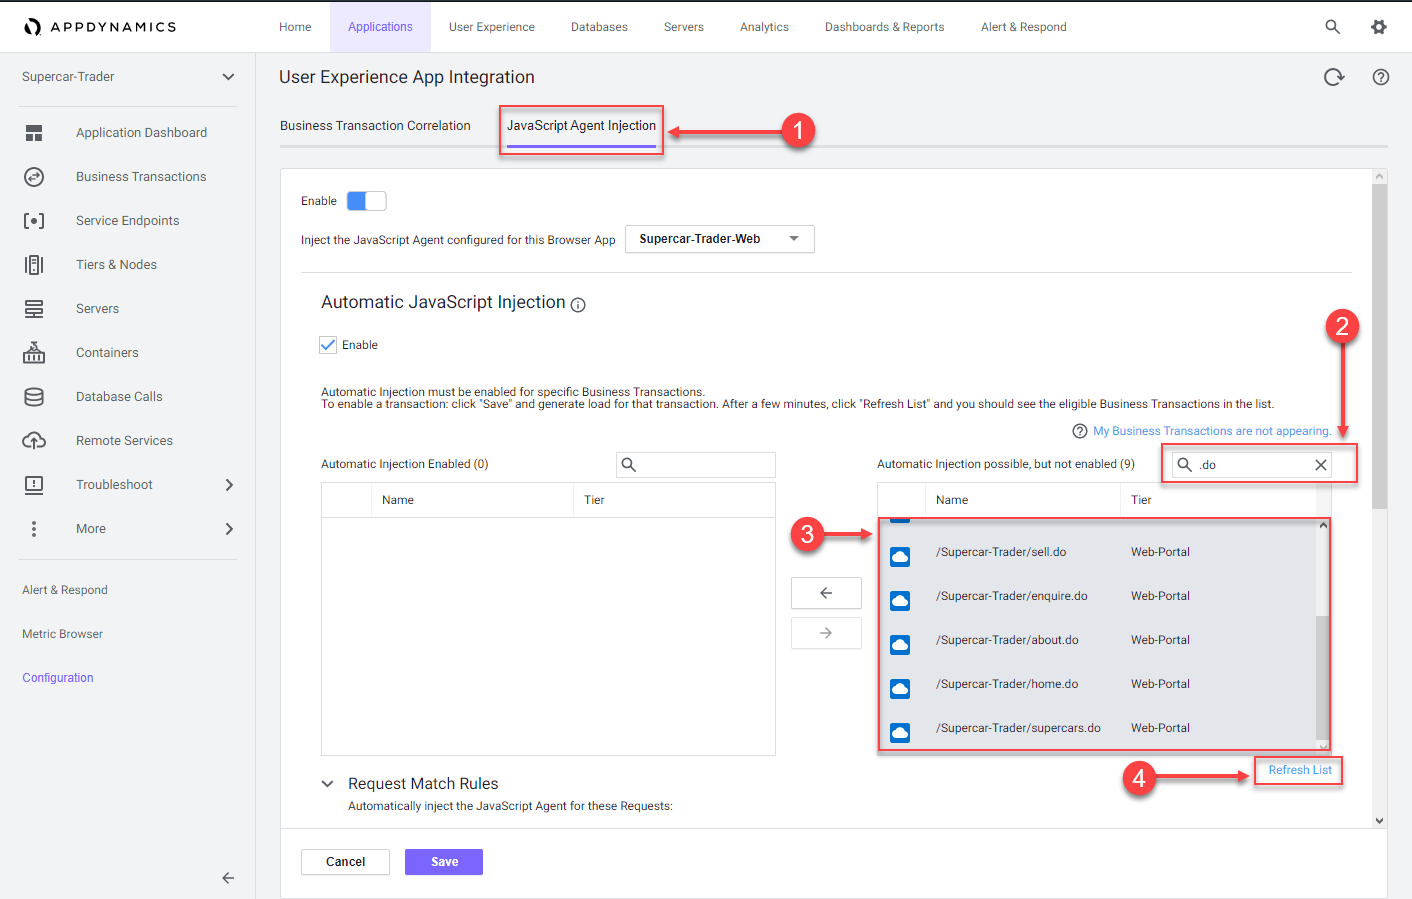 APPDYNAMICS
Home
Applications
User Experience
Databases
Servers
Analytics
Dashboards & Reports
Alert & Respond
Supercar-Trader
User Experience App Integration
Business Transaction Correlation
JavaScript Agent Injection
1
Application Dashboard
Business Transactions
Service Endpoints
Tiers & Nodes
Servers
Containers
Database Calls
Remote Services
Troubleshoot
More
Alert & Respond
Metric Browser
Configuration
Enable
Inject the JavaScript Agent configured for this Browser App
Supercar-Trader-Web
Automatic JavaScript Injection
Enable
2
Automatic Injection must be enabled for specific Business Transactions.
To enable a transaction: click "Save" and generate load for that transaction. After a few minutes, click "Refresh List" and you should see the eligible Business Transactions in the list.
My Business Transactions are not appearing.
Automatic Injection Enabled (0)
Name
Tier
Automatic Injection possible, but not enabled (9)
.do
Name
Tier
3
/Supercar-Trader/sell.do
Web-Portal
/Supercar-Trader/enquire.do
Web-Portal
/Supercar-Trader/about.do
Web-Portal
/Supercar-Trader/home.do
Web-Portal
/Supercar-Trader/supercars.do
Web-Portal
4
Refresh List
Request Match Rules
Automatically inject the JavaScript Agent for these Requests:
Cancel
Save